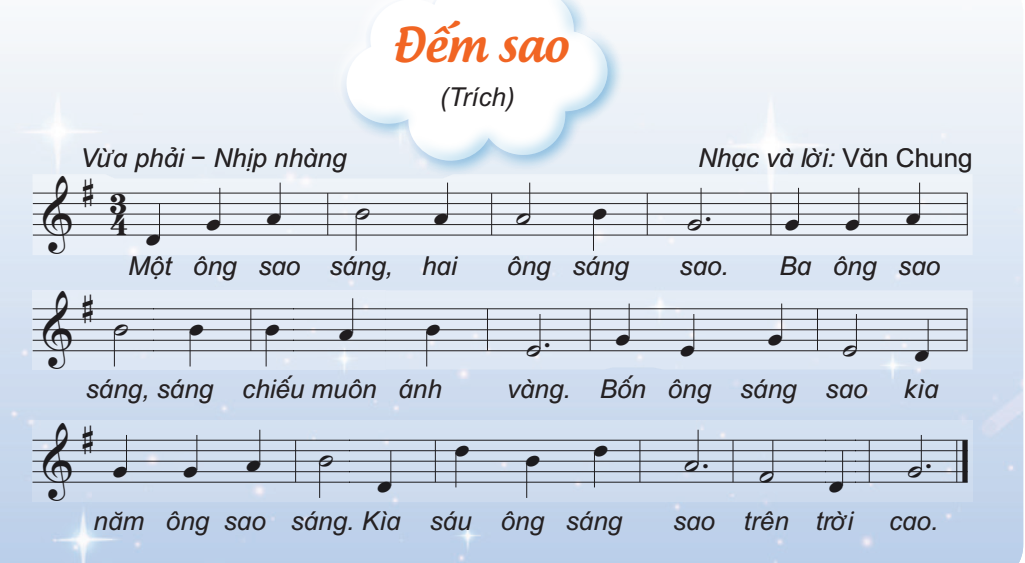 Đếm sao
(Trích)
Vừa phải – Nhịp nhàng Nhạc và lời: Văn Chung
3
4
Một ông sao sáng, hai ông sáng sao. Ba ông sao
sáng, sáng chiếu muôn ánh vàng. Bốn ông sáng sao kìa
năm ông sao sáng. Kìa sáu ông sáng sao trên trời cao.